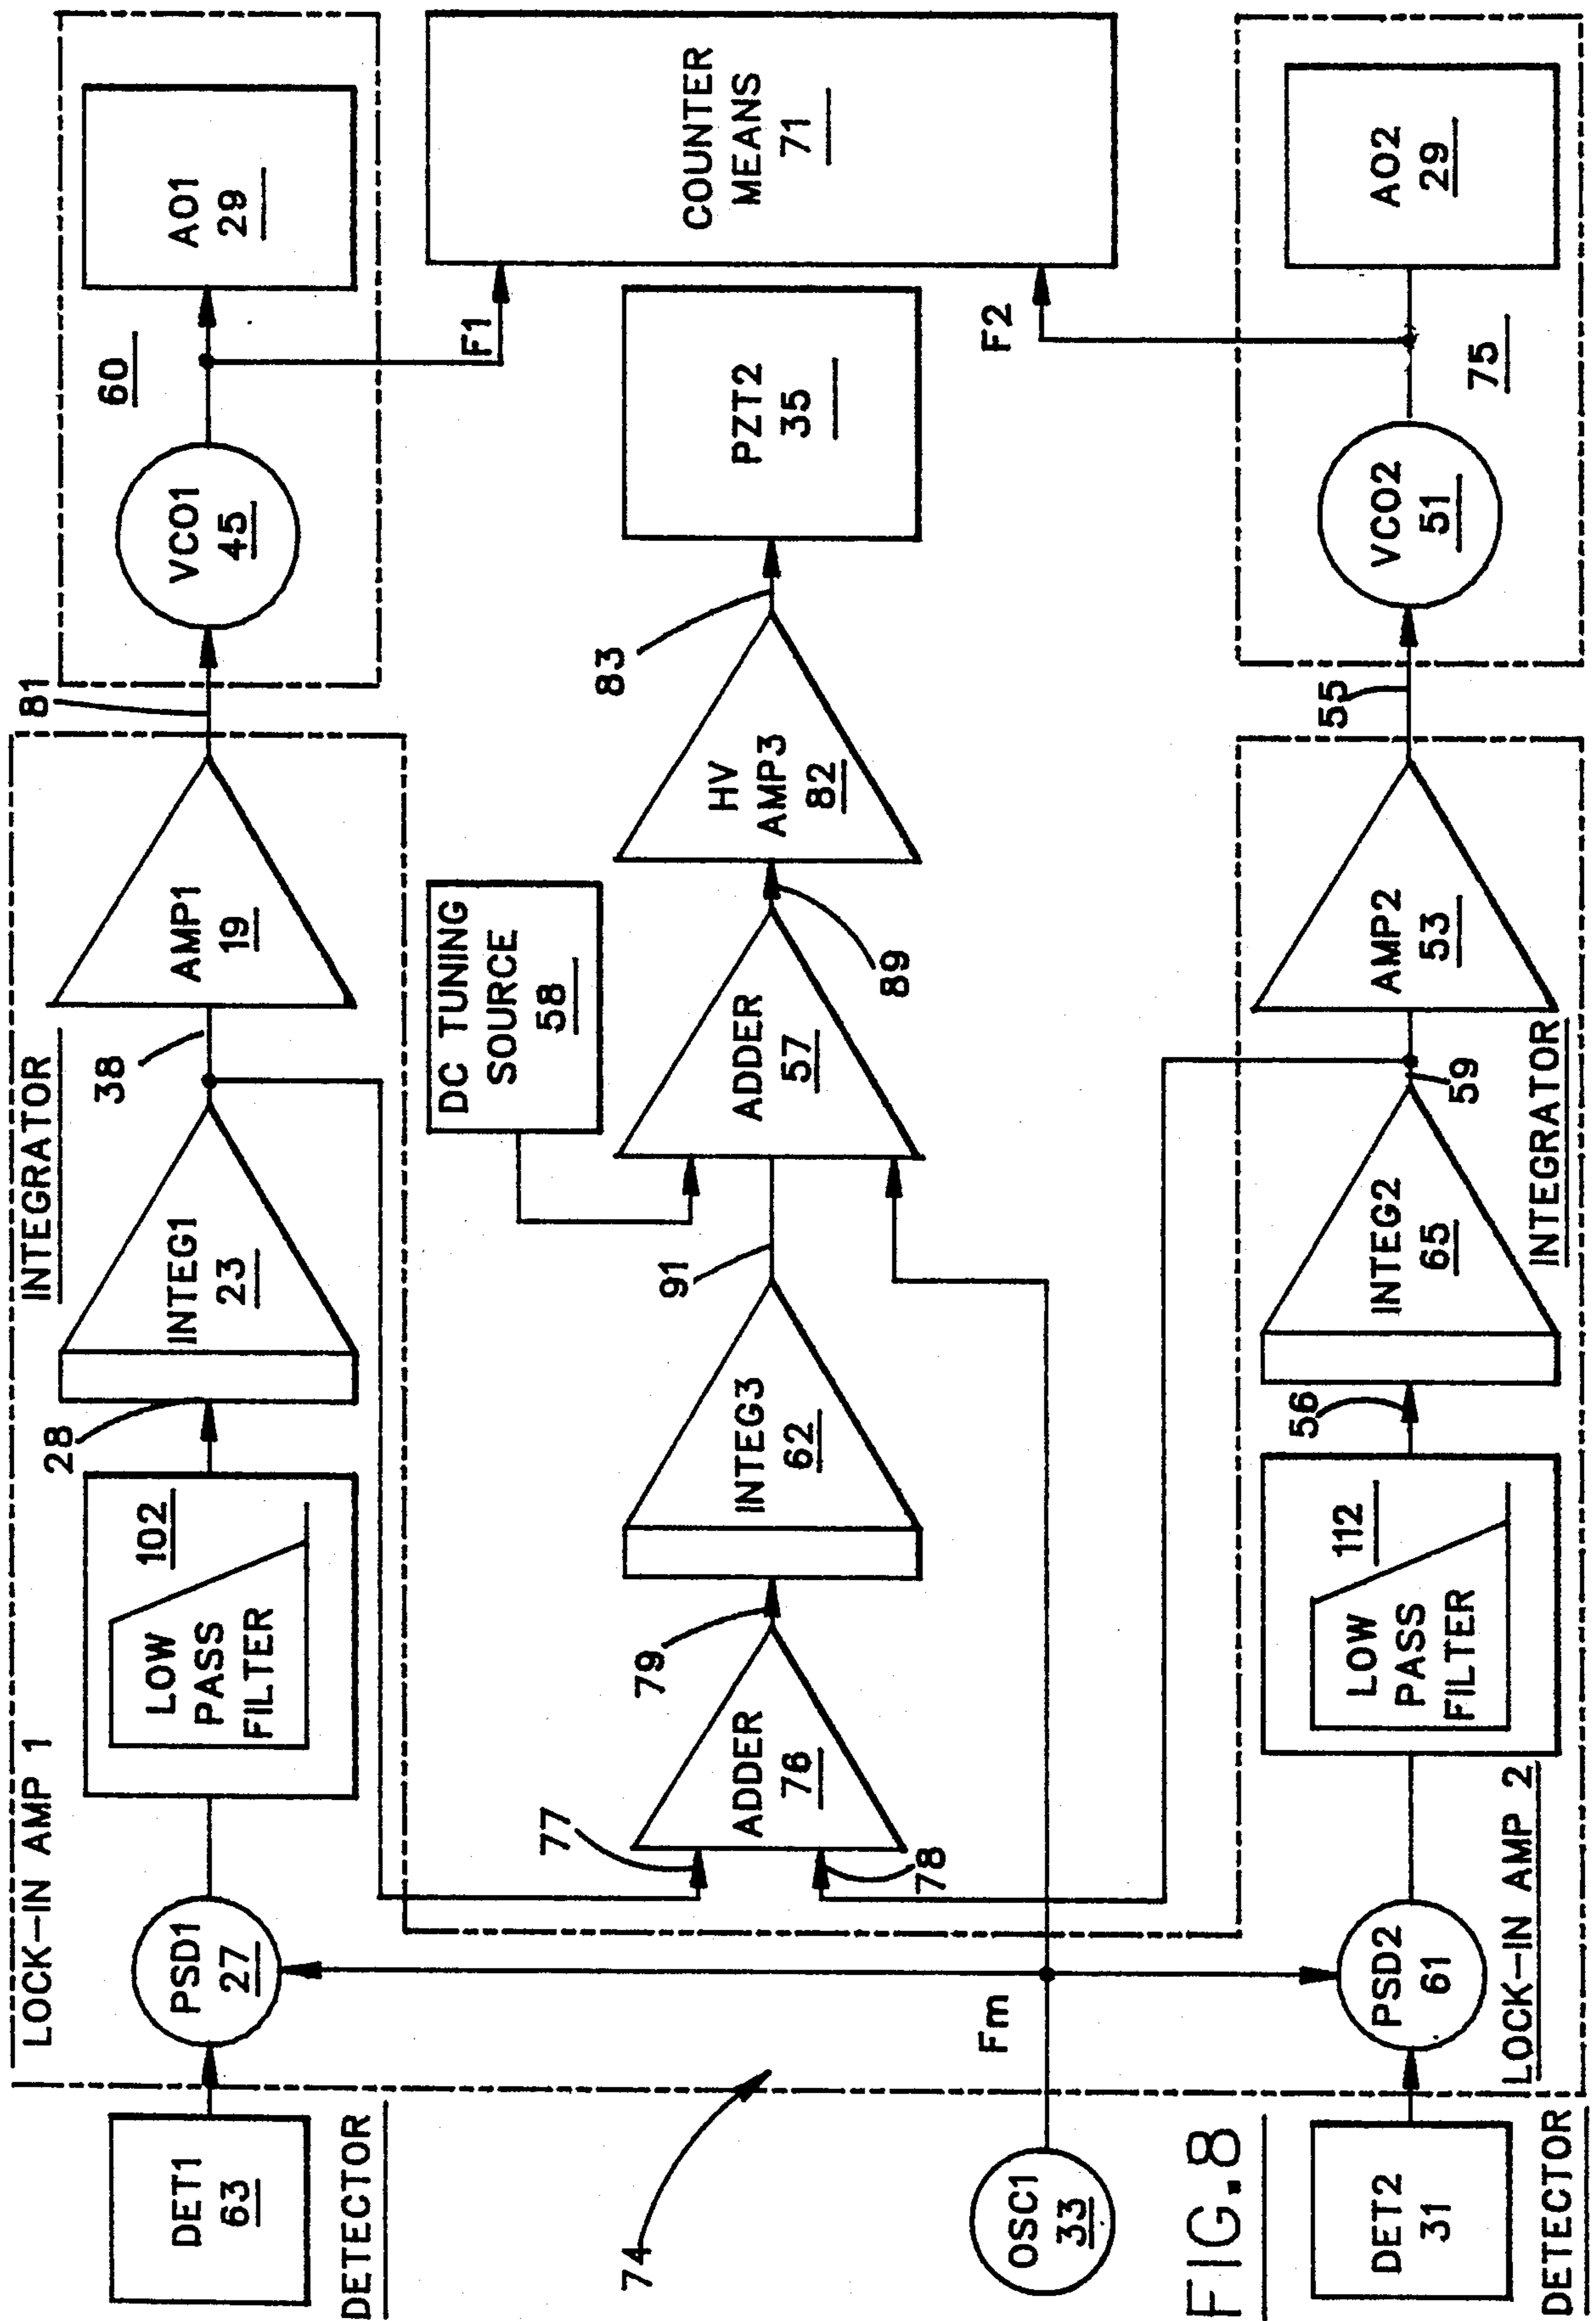 LOCK-IN AMP 1
INTEGRATOR
DET1
63
DETECTOR
PSD1
27
LOW
PASS
FILTER
102
28
INTEG1
23
38
AMP1
19
81
VCO1
45
60
AO1
29
F1
COUNTER
MEANS
71
DC TUNING
SOURCE
58
77
ADDER
76
78
79
INTEG3
62
91
ADDER
57
89
HV
AMP3
82
83
PZT2
35
74
OSC1
33
Fm
F2
DET2
31
DETECTOR
PSD2
61
LOCK-IN AMP 2
LOW
PASS
FILTER
112
56
INTEG2
65
INTEGRATOR
59
AMP2
53
55
VCO2
51
75
AO2
29
FIG.8